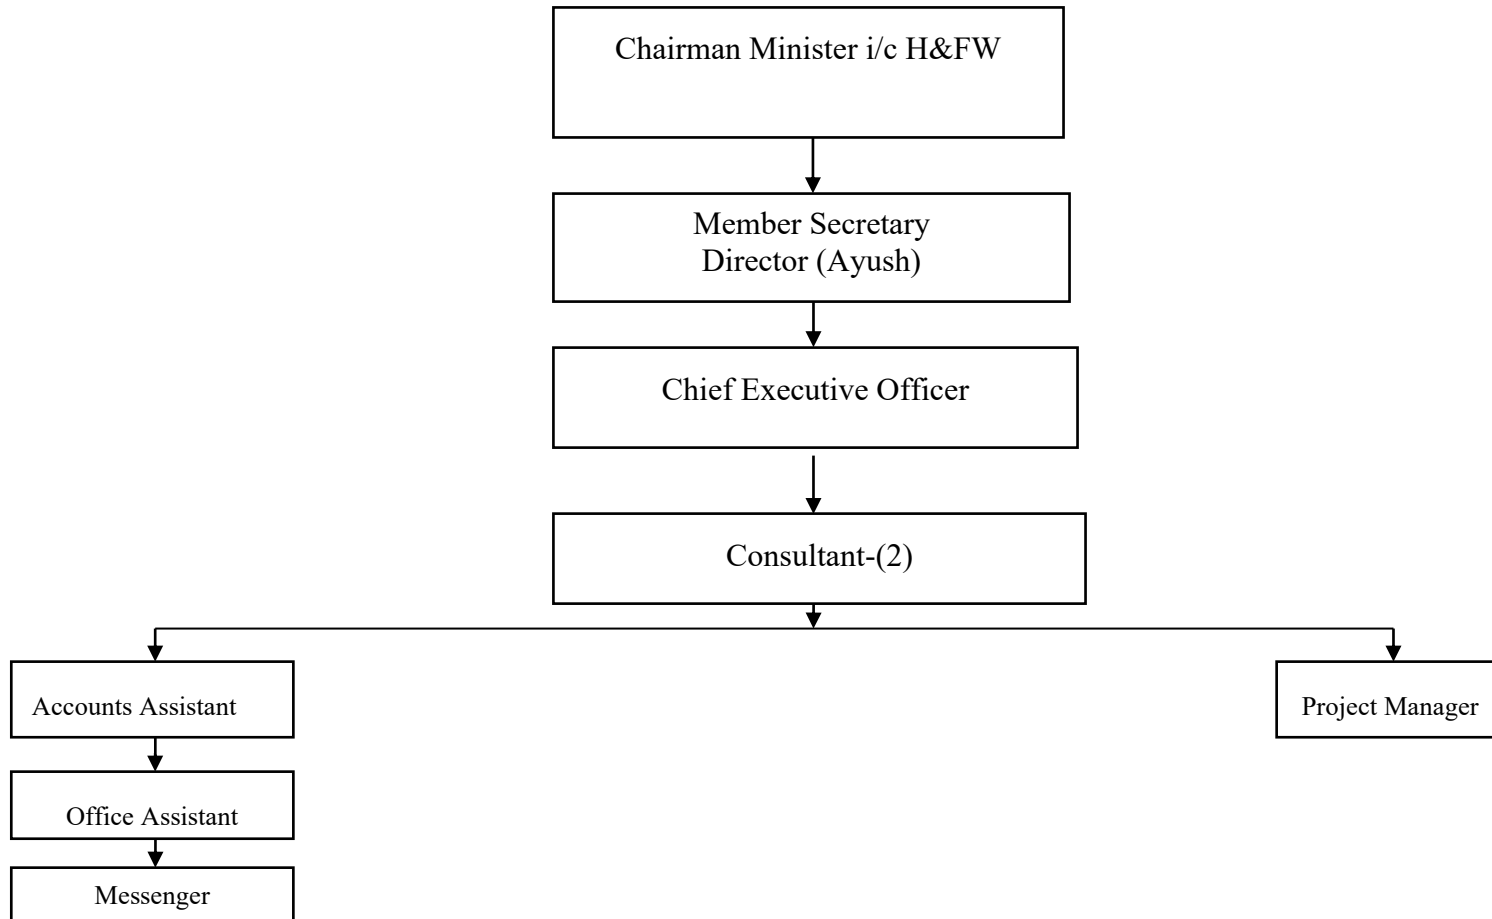 Chairman Minister i/c H&FW
Member Secretary
Director (Ayush)
Chief Executive Officer
Consultant-(2)
Accounts Assistant
Project Manager
Office Assistant
Messenger